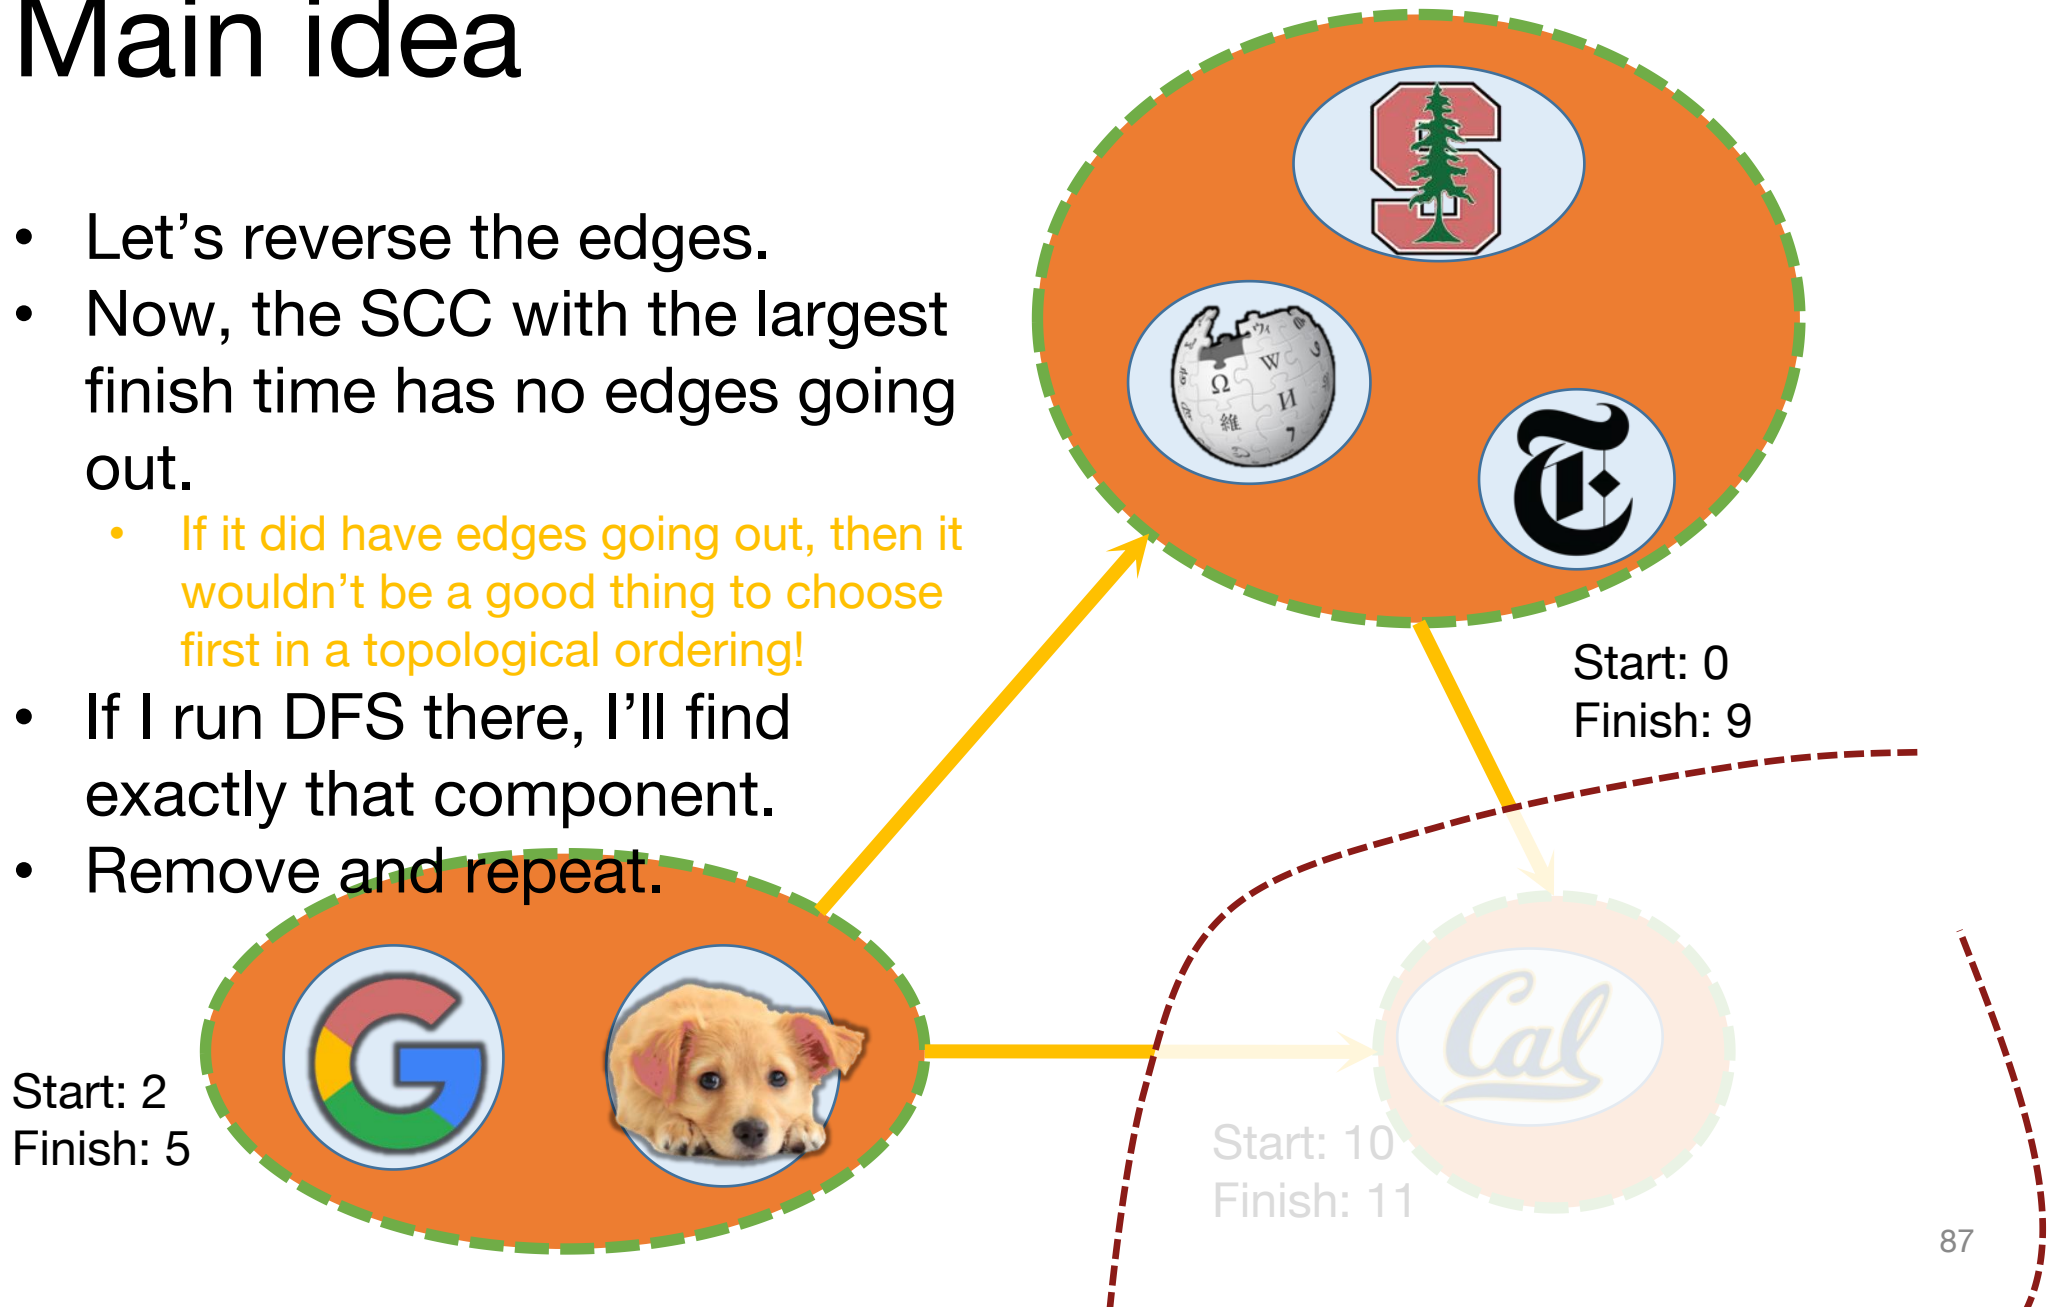 Main idea
• Let’s reverse the edges.
• Now, the SCC with the largest
finish time has no edges going
out.
• If it did have edges going out, then it
wouldn’t be a good thing to choose
first in a topological ordering!
• If I run DFS there, I’ll find
exactly that component.
• Remove and repeat.
Start: 0
Finish: 9
Start: 2
Finish: 5
Cal
Start: 10
Finish: 11
87